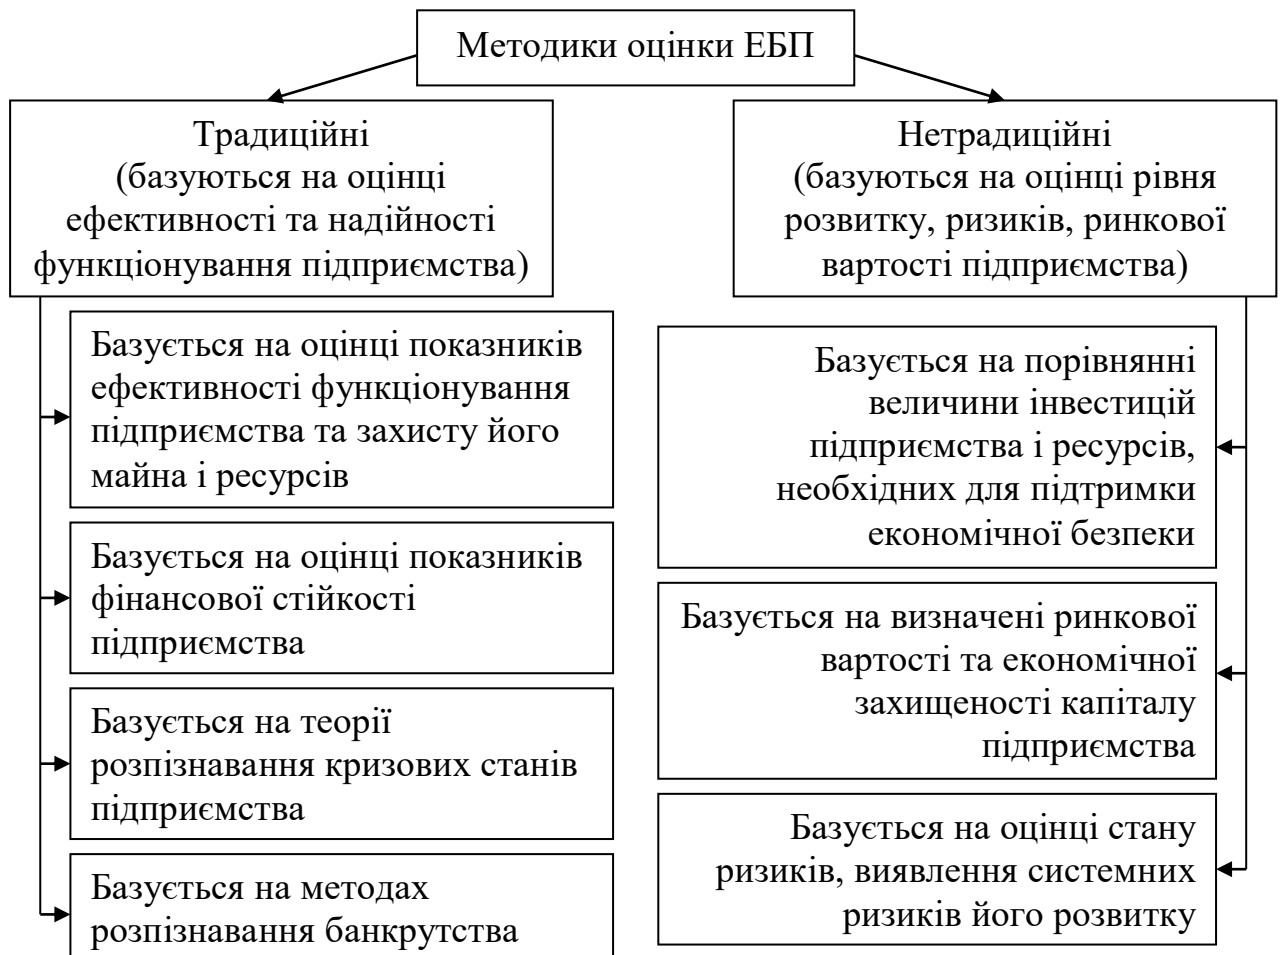 Методики оцінки ЕБП
Традиційні
(базуються на оцінці
ефективності та надійності
функціонування підприємства)
Нетрадиційні
(базуються на оцінці рівня
розвитку, ризиків, ринкової
вартості підприємства)
Базується на оцінці показників
ефективності функціонування
підприємства та захисту його
майна і ресурсів
Базується на оцінці показників
фінансової стійкості
підприємства
Базується на теорії
розпізнавання кризових станів
підприємства
Базується на методах
розпізнавання банкрутства
Базується на порівнянні
величини інвестицій
підприємства і ресурсів,
необхідних для підтримки
економічної безпеки
Базується на визначені ринкової
вартості та економічної
захищеності капіталу
підприємства
Базується на оцінці стану
ризиків, виявлення системних
ризиків його розвитку